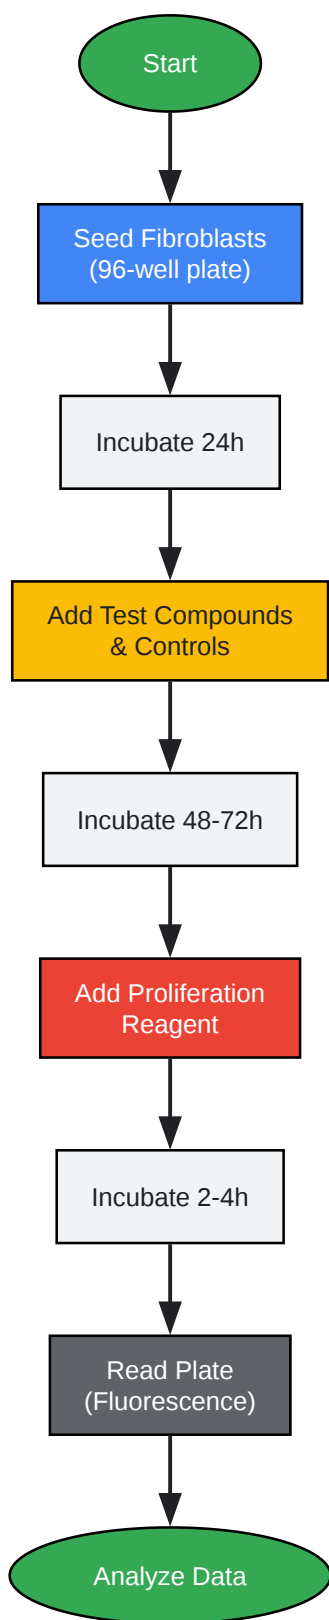 Start
Seed Fibroblasts
(96-well plate)
Incubate 24h
Add Test Compounds
& Controls
Incubate 48-72h
Add Proliferation
Reagent
Incubate 2-4h
Read Plate
(Fluorescence)
Analyze Data